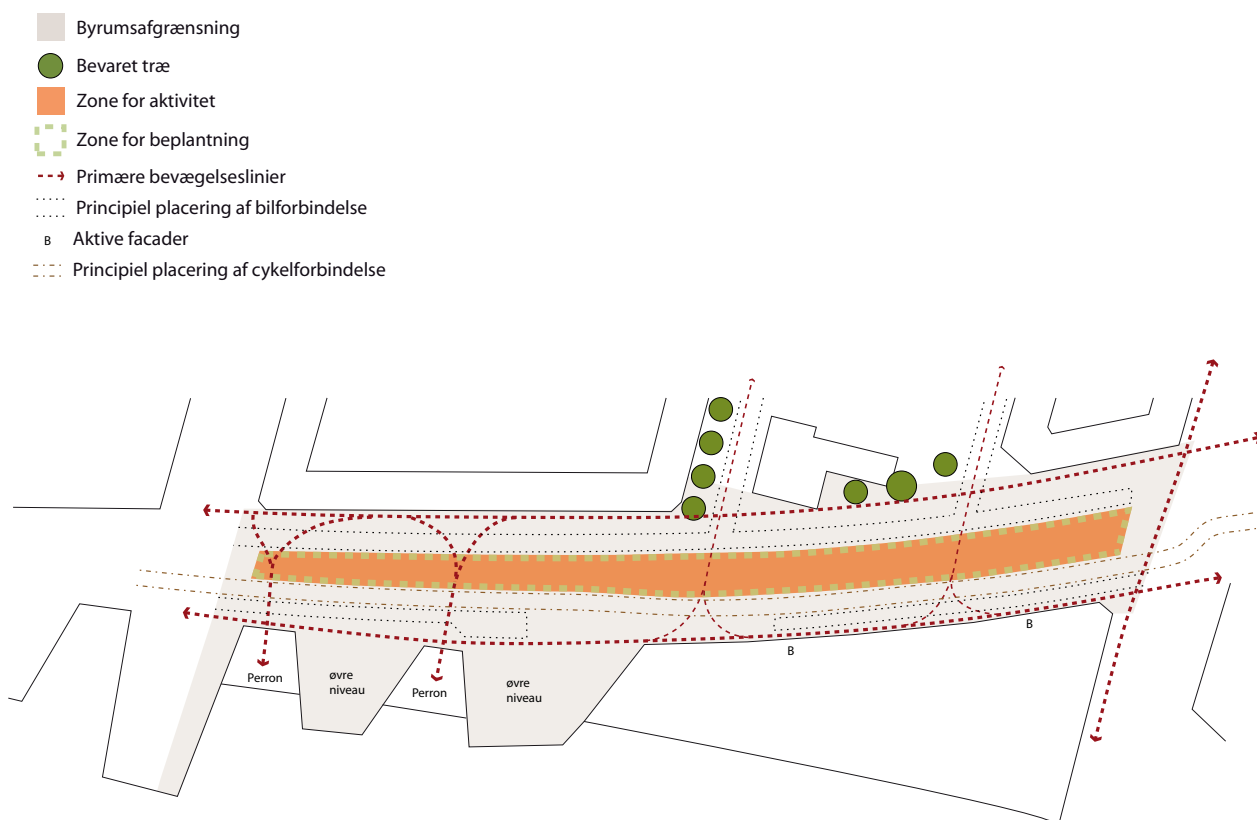 Byrumsafgrænsning
Bevaret træ
Zone for aktivitet
Zone for beplantning
Primære bevægelseslinier
Principiel placering af bilforbindelse
B Aktive facader
Principiel placering af cykelforbindelse
B
B
Perron
øvre
niveau
Perron
øvre
niveau